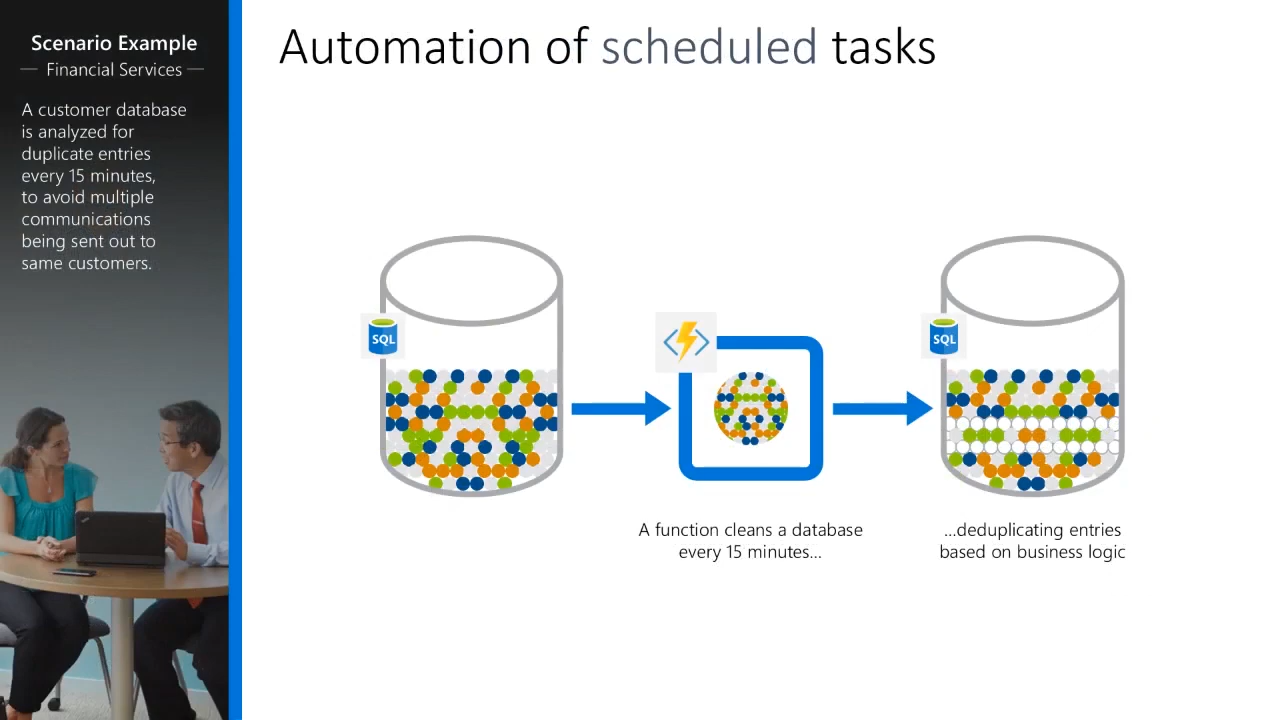 Scenario Example
Financial Services
A customer database
is analyzed for
duplicate entries
every 15 minutes,
to avoid multiple
communications
being sent out to
same customers.
Automation of scheduled tasks
SQL
SQL
A function cleans a database
every 15 minutes...
...deduplicating entries
based on business logic